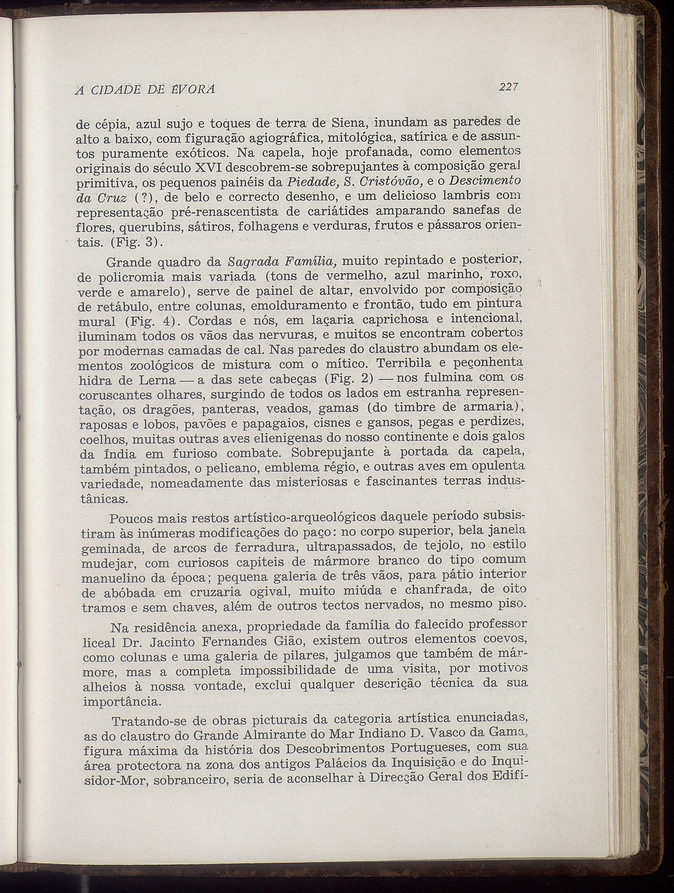 A CIDADE DE ÉVORA 227
de cépia, azul sujo e toques de terra de Siena, inundam as paredes de
alto a baixo, com figuração agiográfica, mitológica, satírica e de assun-
tos puramente exóticos. Na capela, hoje profanada, como elementos
originais do século XVI descobrem-se sobrepujantes à composição geral
primitiva, os pequenos painéis da Piedade, S. Cristóvão, e o Descimento
da Cruz (?), de belo e correcto desenho, e um delicioso lambris com
representação pré-renascentista de cariátides amparando sanefas de
flores, querubins, sátiros, folhagens e verduras, frutos e pássaros orien-
tais. (Fig. 3).
Grande quadro da Sagrada Família, muito repintado e posterior,
de policromia mais variada (tons de vermelho, azul marinho, roxo,
verde e amarelo), serve de painel de altar, envolvido por composição
de retábulo, entre colunas, emolduramento e frontão, tudo em pintura
mural (Fig. 4). Cordas e nós, em laçaria caprichosa e intencional,
iluminam todos os vãos das nervuras, e muitos se encontram cobertos
por modernas camadas de cal. Nas paredes do claustro abundam os ele-
mentos zoológicos de mistura com o mítico. Terribila e peçonhenta
hidra de Lerna — a das sete cabeças (Fig. 2) — nos fulmina com os
coruscantes olhares, surgindo de todos os lados em estranha represen-
tação, os dragões, panteras, veados, gamas (do timbre de armaria),
raposas e lobos, pavões e papagaios, cisnes e gansos, pegas e perdizes,
coelhos, muitas outras aves elienigenas do nosso continente e dois galos
da Índia em furioso combate. Sobrepujante à portada da capela,
também pintados, o pelicano, emblema régio, e outras aves em opulenta
variedade, nomeadamente das misteriosas e fascinantes terras indus-
tânicas.
Poucos mais restos artístico-arqueológicos daquele período subsis-
tiram às inúmeras modificações do paço: no corpo superior, bela janela
geminada, de arcos de ferradura, ultrapassados, de tejolo, no estilo
mudejar, com curiosos capiteis de mármore branco do tipo comum
manuelino da época; pequena galeria de três vãos, para pátio interior
de abóbada em cruzaria ogival, muito miúda e chanfrada, de oito
tramos e sem chaves, além de outros tectos nervados, no mesmo piso.
Na residência anexa, propriedade da família do falecido professor
liceal Dr. Jacinto Fernandes Gião, existem outros elementos coevos,
como colunas e uma galeria de pilares, julgamos que também de már-
more, mas a completa impossibilidade de uma visita, por motivos
alheios à nossa vontade, exclui qualquer descrição técnica da sua
importância.
Tratando-se de obras picturais da categoria artística enunciadas,
as do claustro do Grande Almirante do Mar Indiano D. Vasco da Gama,
figura máxima da história dos Descobrimentos Portugueses, com sua
área protectora na zona dos antigos Palácios da Inquisição e do Inqui-
sidor-Mor, sobranceiro, seria de aconselhar à Direcção Geral dos Edifí-